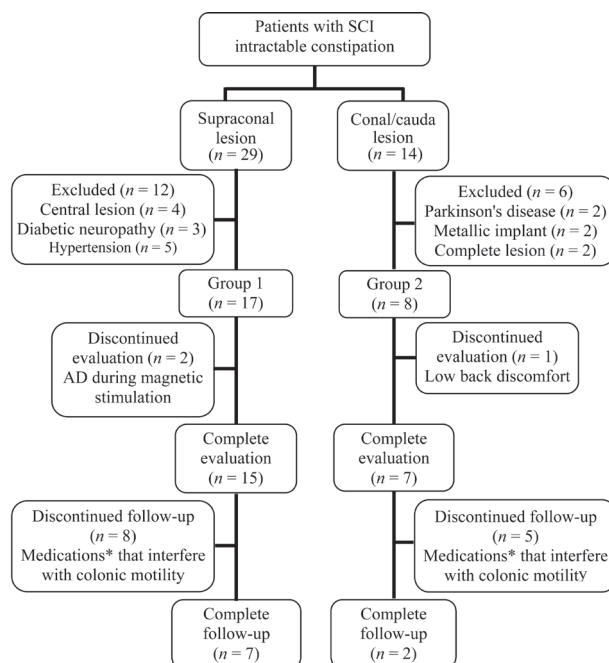 Patients with SCI
intractable constipation
Supraconal
lesion
(n = 29)
Conal/cauda
lesion
(n = 14)
Excluded (n = 12)
Central lesion (n = 4)
Diabetic neuropathy (n = 3)
Hypertension (n = 5)
Excluded (n = 6)
Parkinson's disease (n = 2)
Metallic implant (n = 2)
Complete lesion (n = 2)
Group 1
(n = 17)
Group 2
(n = 8)
Discontinued
evaluation (n = 2)
AD during magnetic
stimulation
Discontinued
evaluation (n = 1)
Low back discomfort
Complete
evaluation
(n = 15)
Complete
evaluation
(n = 7)
Discontinued follow-up
(n = 8)
Medications* that interfere
with colonic motility
Discontinued follow-up
(n = 5)
Medications* that interfere
with colonic motility
Complete
follow-up
(n = 7)
Complete
follow-up
(n = 2)